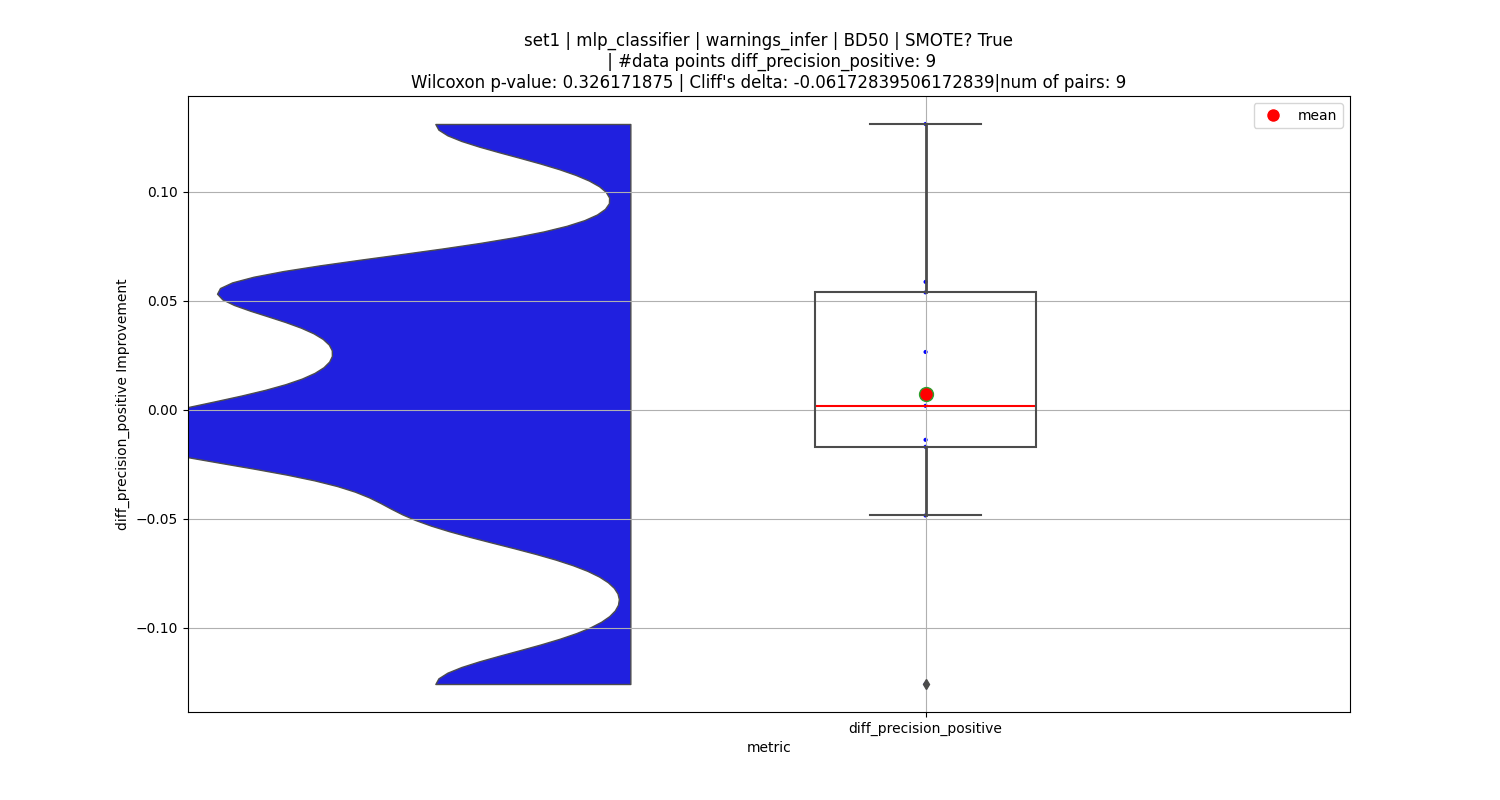 set1 | mlp_classifier | warnings_infer | BD50 | SMOTE? True
| #data points diff_precision_positive: 9
Wilcoxon p-value: 0.326171875 | Cliff's delta: -0.06172839506172839|num of pairs: 9
mean
0.10
0.05
0.00
−0.05
−0.10
diff_precision_positive Improvement
diff_precision_positive
metric